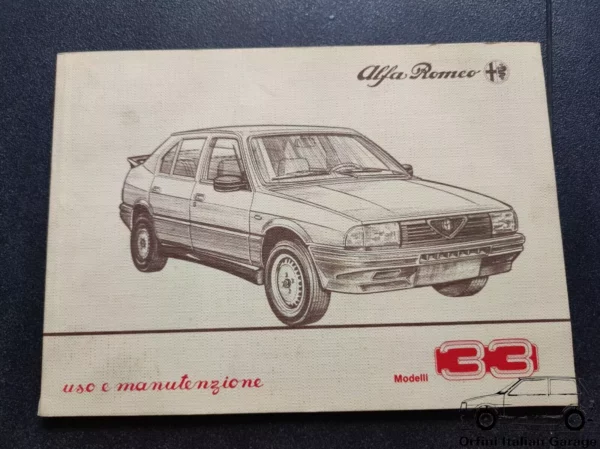 Alfa Romeo
uso e manutenzione
Modelli 33
Orfini Italian Garage